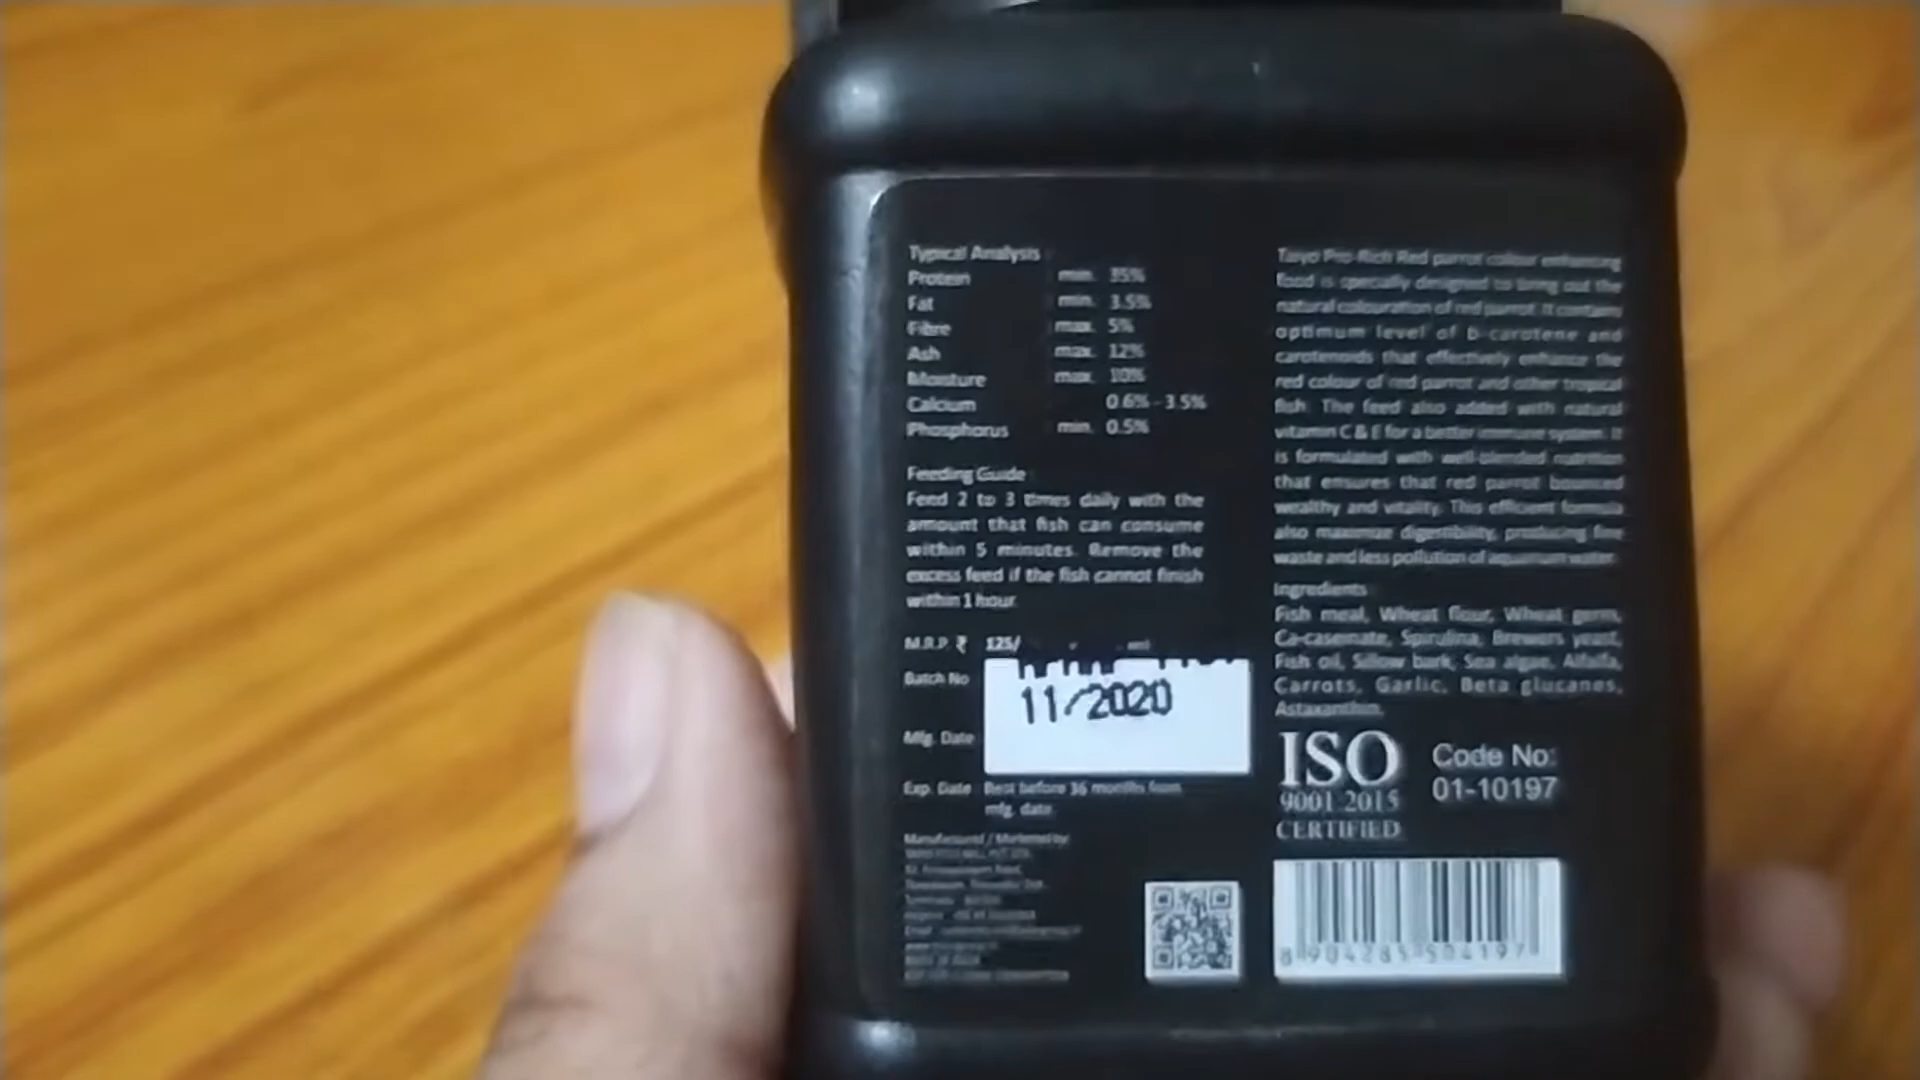 Typical Analysis
Protein min. 35%
Fat min. 3.5%
Fibre max. 5%
Ash max. 12%
Moisture max. 10%
Calcium 0.6% - 3.5%
Phosphorus min. 0.5%
Feeding Guide
Feed 2 to 3 times daily with the
amount that fish can consume
within 5 minutes. Remove the
excess feed if the fish cannot finish
within 1 hour.
M.R.P. ₹ 125/
Batch No
11/2020
Mfg. Date
Exp. Date Best before 36 months from
mfg. date.
Manufactured / Marketed by:
Taiyo Pro-Rich Red parrot colour enhancing
food is specially designed to bring out the
natural colouration of red parrot. It contains
optimum level of b-carotene and
carotenoids that effectively enhance the
red colour of red parrot and other tropical
fish. The feed also added with natural
vitamin C & E for a better immune system. It
is formulated with well-blended nutrition
that ensures that red parrot bounced
wealthy and vitality. This efficient formula
also maximize digestibility, producing fine
waste and less pollution of aquarium water.
Ingredients
Fish meal, Wheat flour, Wheat germ,
Ca-caseinate, Spirulina, Brewers yeast,
Fish oil, Sillow bark, Sea algae, Alfalfa,
Carrots, Garlic, Beta glucanes,
Astaxanthin.
ISO
9001 2015
CERTIFIED
Code No:
01-10197
8 904285 504197